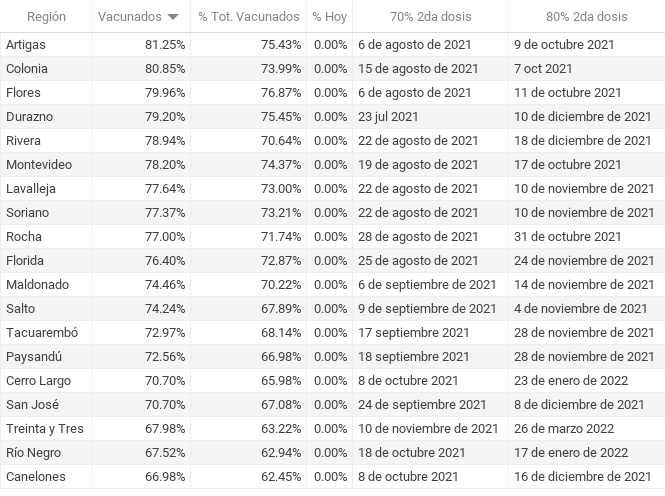 Región Vacunados % Tot. Vacunados % Hoy 70% 2da dosis 80% 2da dosis
Artigas 81.25% 75.43% 0.00% 6 de agosto de 2021 9 de octubre 2021
Colonia 80.85% 73.99% 0.00% 15 de agosto de 2021 7 oct 2021
Flores 79.96% 76.87% 0.00% 6 de agosto de 2021 11 de octubre 2021
Durazno 79.20% 75.45% 0.00% 23 jul 2021 10 de diciembre de 2021
Rivera 78.94% 70.64% 0.00% 22 de agosto de 2021 18 de diciembre de 2021
Montevideo 78.20% 74.37% 0.00% 19 de agosto de 2021 17 de octubre 2021
Lavalleja 77.64% 73.00% 0.00% 22 de agosto de 2021 10 de noviembre de 2021
Soriano 77.37% 73.21% 0.00% 22 de agosto de 2021 10 de noviembre de 2021
Rocha 77.00% 71.74% 0.00% 28 de agosto de 2021 31 de octubre 2021
Florida 76.40% 72.87% 0.00% 25 de agosto de 2021 24 de noviembre de 2021
Maldonado 74.46% 70.22% 0.00% 6 de septiembre de 2021 14 de noviembre de 2021
Salto 74.24% 67.89% 0.00% 9 de septiembre de 2021 4 de noviembre de 2021
Tacuarembó 72.97% 68.14% 0.00% 17 septiembre 2021 28 de noviembre de 2021
Paysandú 72.56% 66.98% 0.00% 18 septiembre 2021 28 de noviembre de 2021
Cerro Largo 70.70% 65.98% 0.00% 8 de octubre de 2021 23 de enero de 2022
San José 70.70% 67.08% 0.00% 24 de septiembre de 2021 8 de diciembre de 2021
Treinta y Tres 67.98% 63.22% 0.00% 10 de noviembre de 2021 26 de marzo 2022
Río Negro 67.52% 62.94% 0.00% 18 de octubre de 2021 17 de enero de 2022
Canelones 66.98% 62.45% 0.00% 8 de octubre de 2021 16 de diciembre de 2021